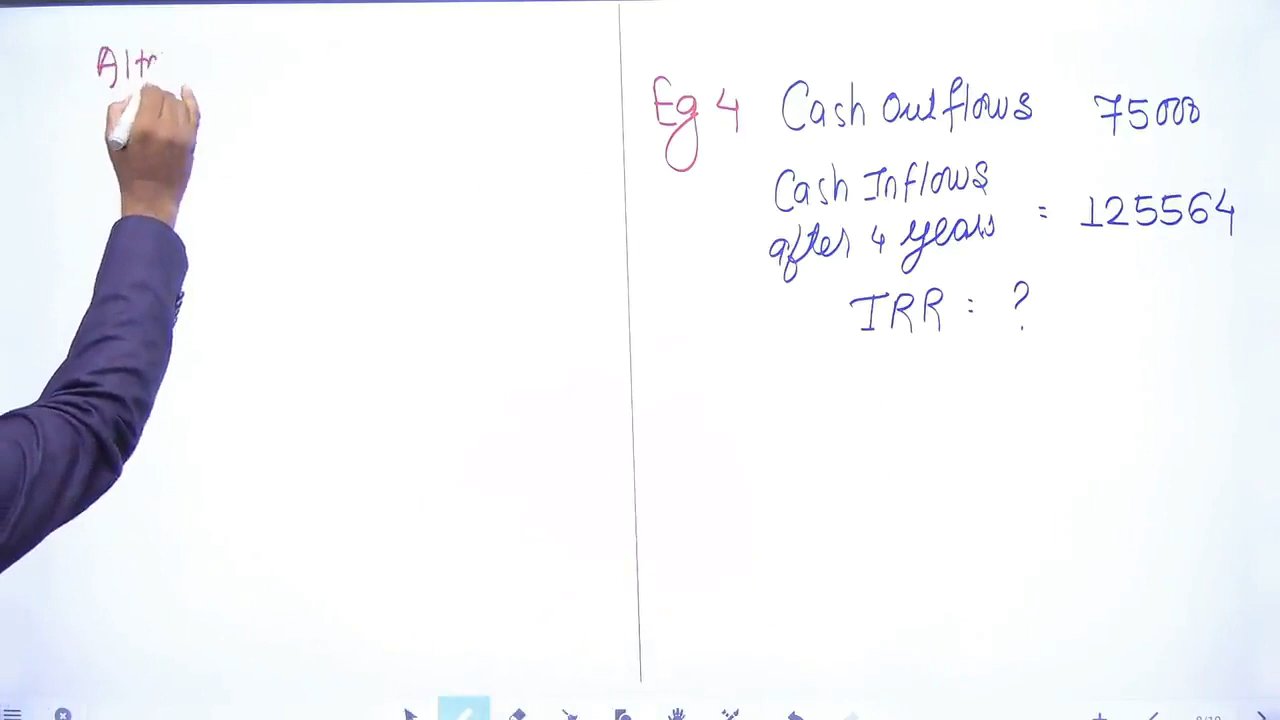 Altr
Eg 4 Cash outflows 75000
Cash Inflows
after 4 years = 125564
IRR = ?